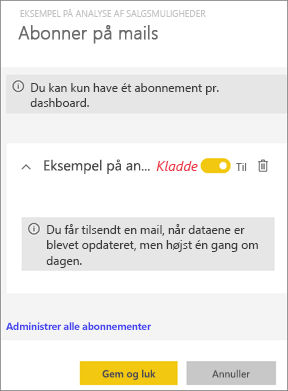 EKSEMPEL PÅ ANALYSE AF SALGSMULIGHEDER
Abonner på mails
Du kan kun have ét abonnement pr.
dashboard.
Eksempel på an... Kladde Til
Du får tilsendt en mail, når dataene er
blevet opdateret, men højst én gang om
dagen.
Administrer alle abonnementer
Gem og luk Annuller